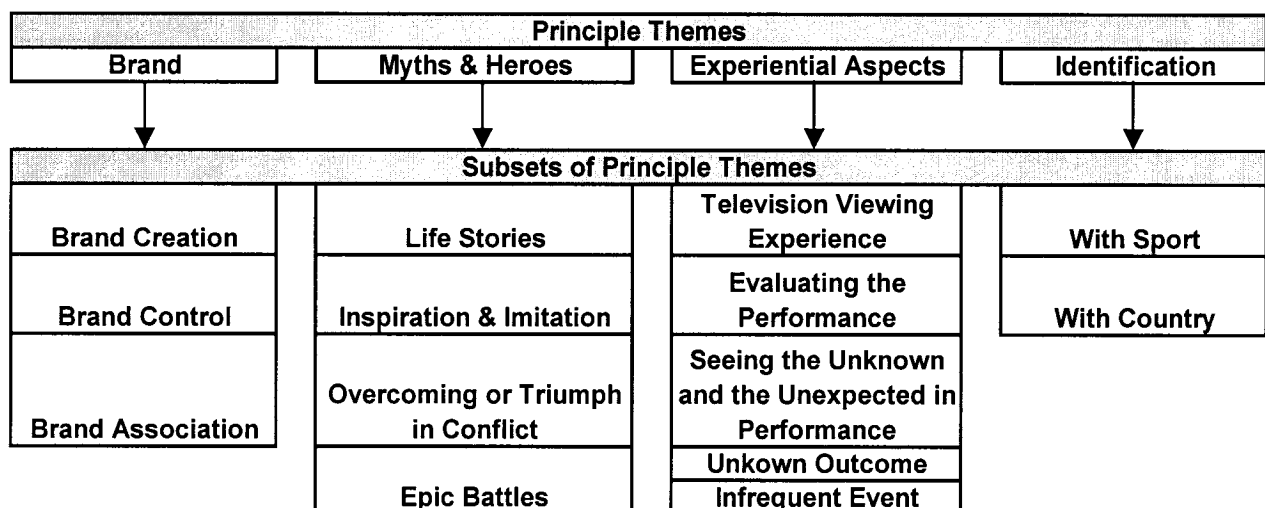 Principle Themes
Brand
Myths & Heroes
Experiential Aspects
Identification
Subsets of Principle Themes
Brand Creation
Brand Control
Brand Association
Life Stories
Inspiration & Imitation
Overcoming or Triumph
in Conflict
Epic Battles
Television Viewing
Experience
Evaluating the
Performance
Seeing the Unknown
and the Unexpected in
Performance
Unkown Outcome
Infrequent Event
With Sport
With Country